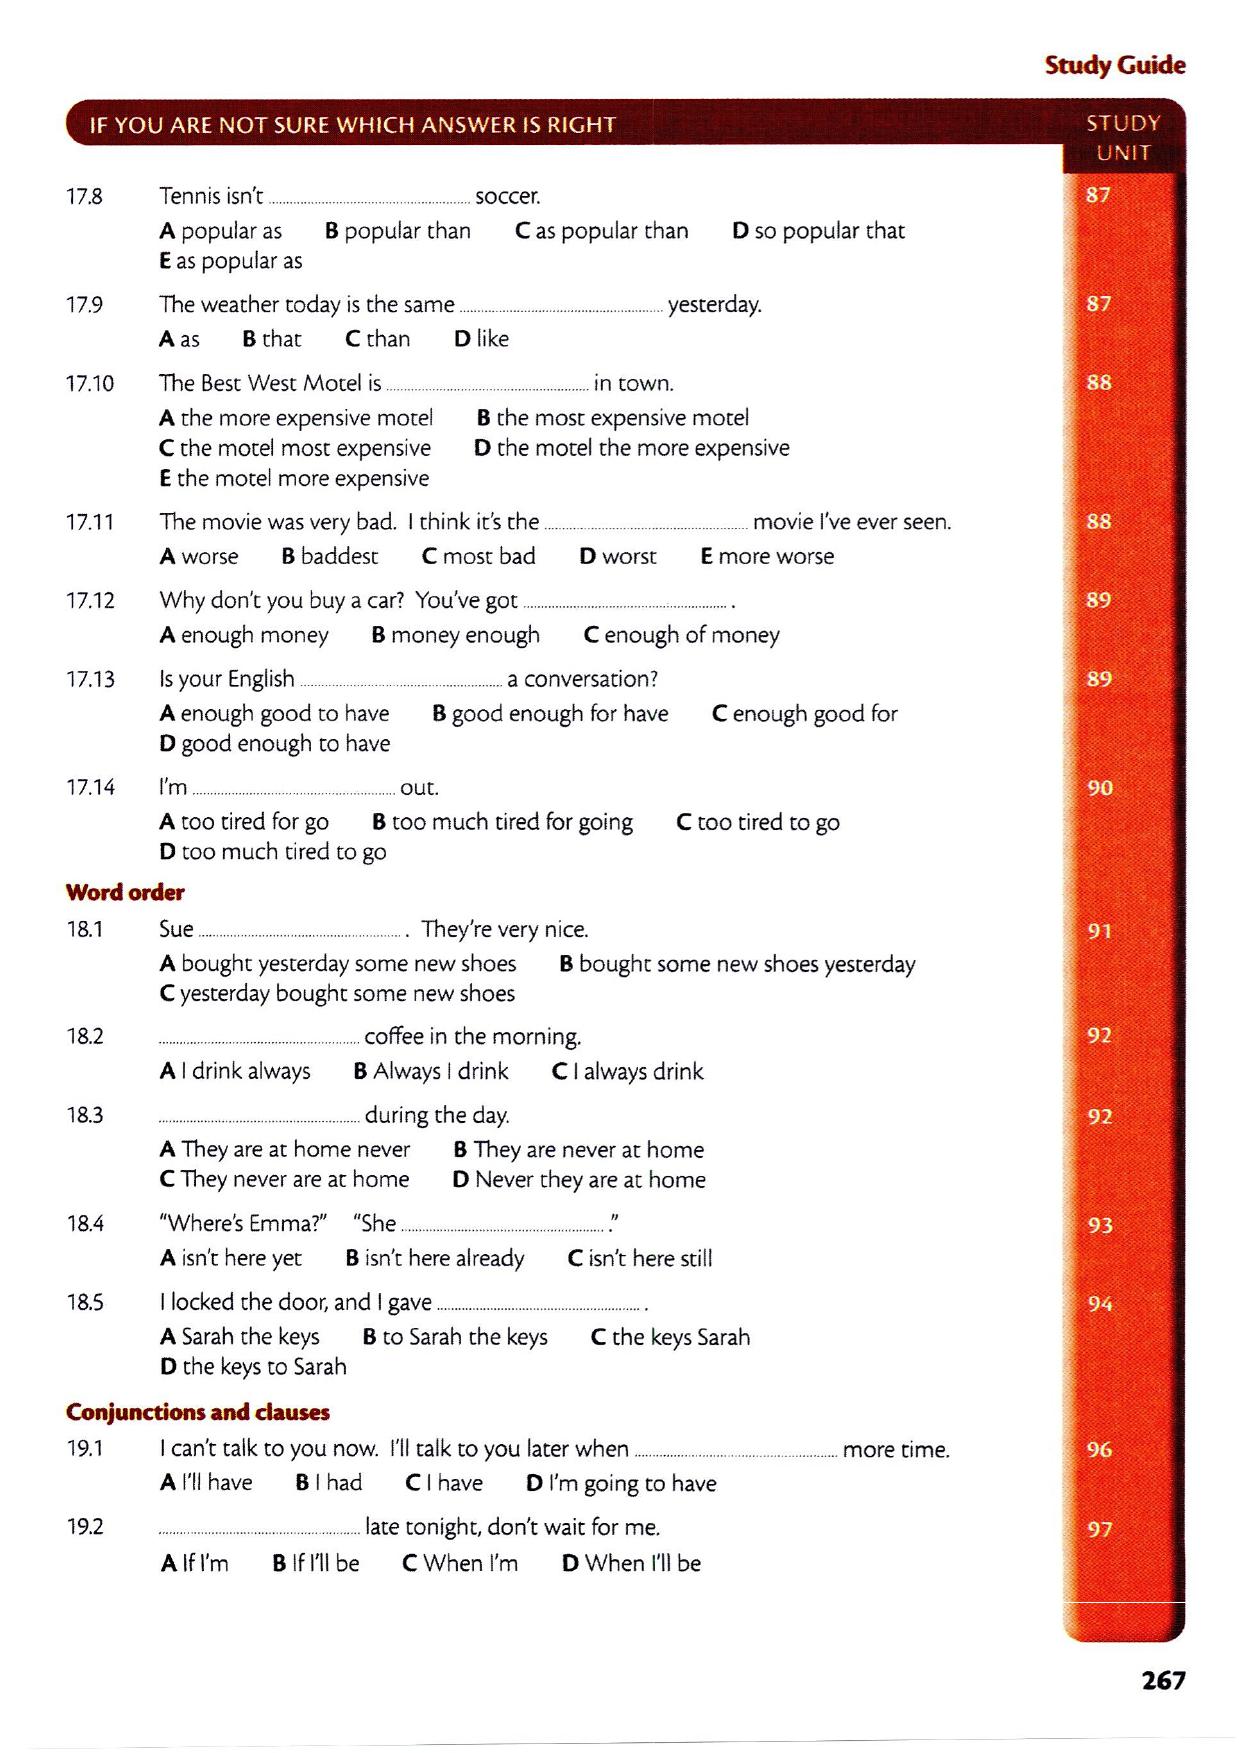 Study Guide
IF YOU ARE NOT SURE WHICH ANSWER IS RIGHT
STUDY
UNIT
17.8 Tennis isn't ........................ soccer. 87
A popular as B popular than C as popular than D so popular that
E as popular as
17.9 The weather today is the same ........................ yesterday. 87
A as B that C than D like
17.10 The Best West Motel is ........................ in town. 88
A the more expensive motel B the most expensive motel
C the motel most expensive D the motel the more expensive
E the motel more expensive
17.11 The movie was very bad. I think it's the ........................ movie I've ever seen. 88
A worse B baddest C most bad D worst E more worse
17.12 Why don't you buy a car? You've got ........................ . 89
A enough money B money enough C enough of money
17.13 Is your English ........................ a conversation? 89
A enough good to have B good enough for have C enough good for
D good enough to have
17.14 I'm ........................ out. 90
A too tired for go B too much tired for going C too tired to go
D too much tired to go
Word order
18.1 Sue ........................ . They're very nice. 91
A bought yesterday some new shoes B bought some new shoes yesterday
C yesterday bought some new shoes
18.2 ........................ coffee in the morning. 92
A I drink always B Always I drink C I always drink
18.3 ........................ during the day. 92
A They are at home never B They are never at home
C They never are at home D Never they are at home
18.4 "Where's Emma?" "She ........................ ." 93
A isn't here yet B isn't here already C isn't here still
18.5 I locked the door, and I gave ........................ . 94
A Sarah the keys B to Sarah the keys C the keys Sarah
D the keys to Sarah
Conjunctions and clauses
19.1 I can't talk to you now. I'll talk to you later when ........................ more time. 96
A I'll have B I had C I have D I'm going to have
19.2 ........................ late tonight, don't wait for me. 97
A If I'm B If I'll be C When I'm D When I'll be
267